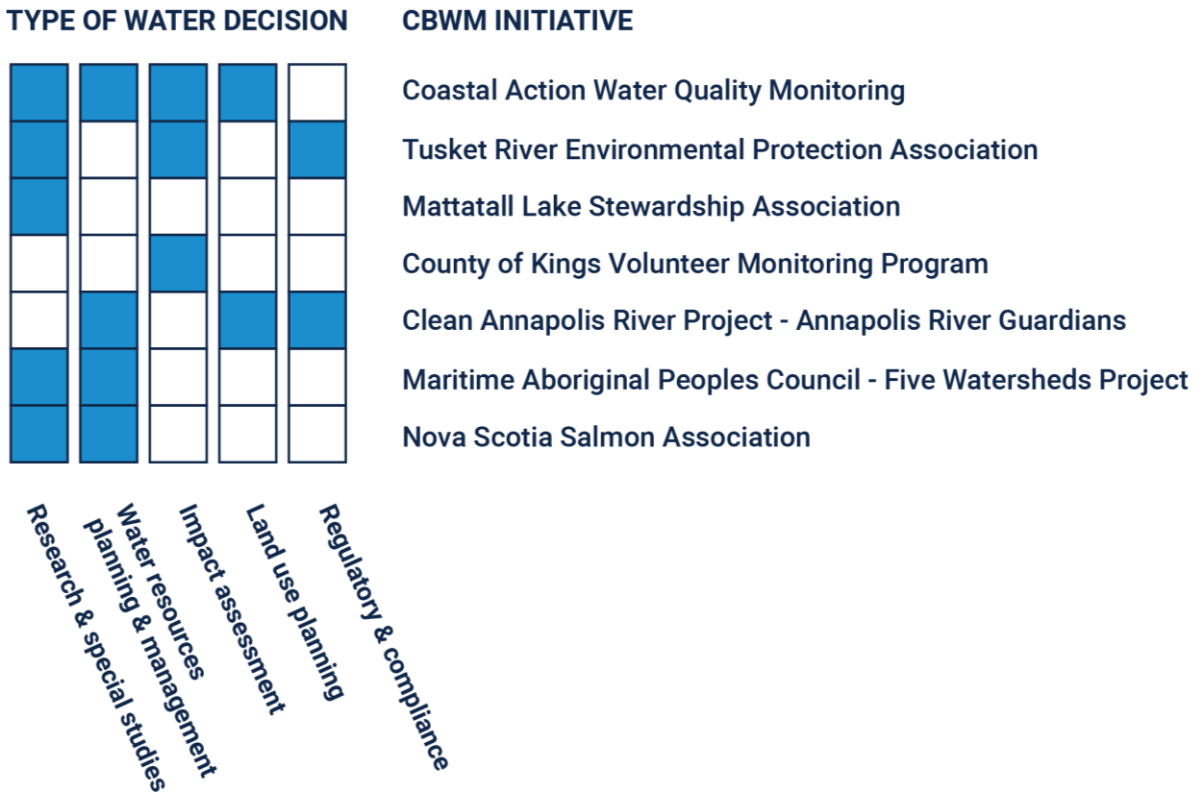 TYPE OF WATER DECISION
CBWM INITIATIVE
Coastal Action Water Quality Monitoring
Tusket River Environmental Protection Association
Mattatall Lake Stewardship Association
County of Kings Volunteer Monitoring Program
Clean Annapolis River Project - Annapolis River Guardians
Maritime Aboriginal Peoples Council - Five Watersheds Project
Nova Scotia Salmon Association
Research & special studies
Water resources
planning & management
Impact assessment
Land use planning
Regulatory & compliance